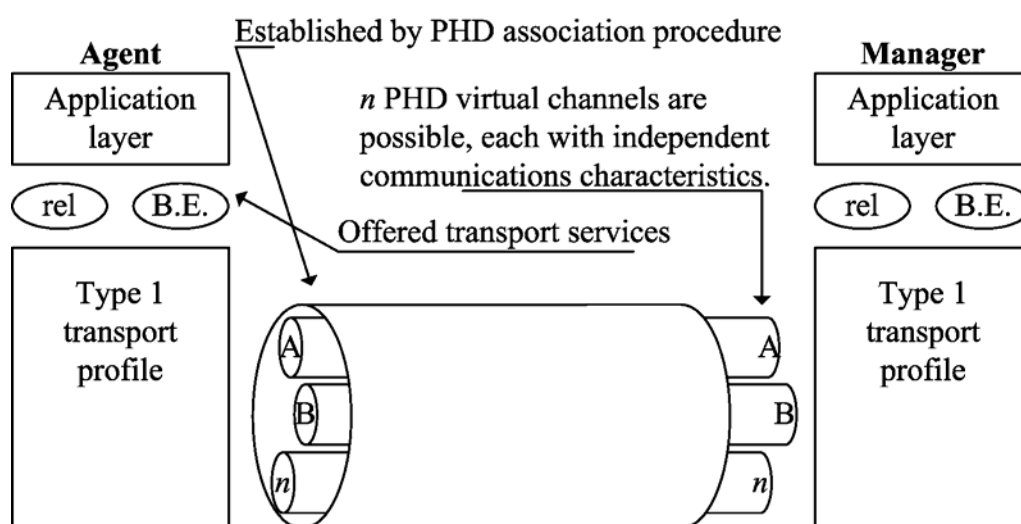 Established by PHD association procedure
Agent
Manager
Application
layer
n PHD virtual channels are
possible, each with independent
communications characteristics.
Application
layer
rel
B.E.
rel
B.E.
Offered transport services
Type 1
transport
profile
A
B
n
A
B
n
Type 1
transport
profile